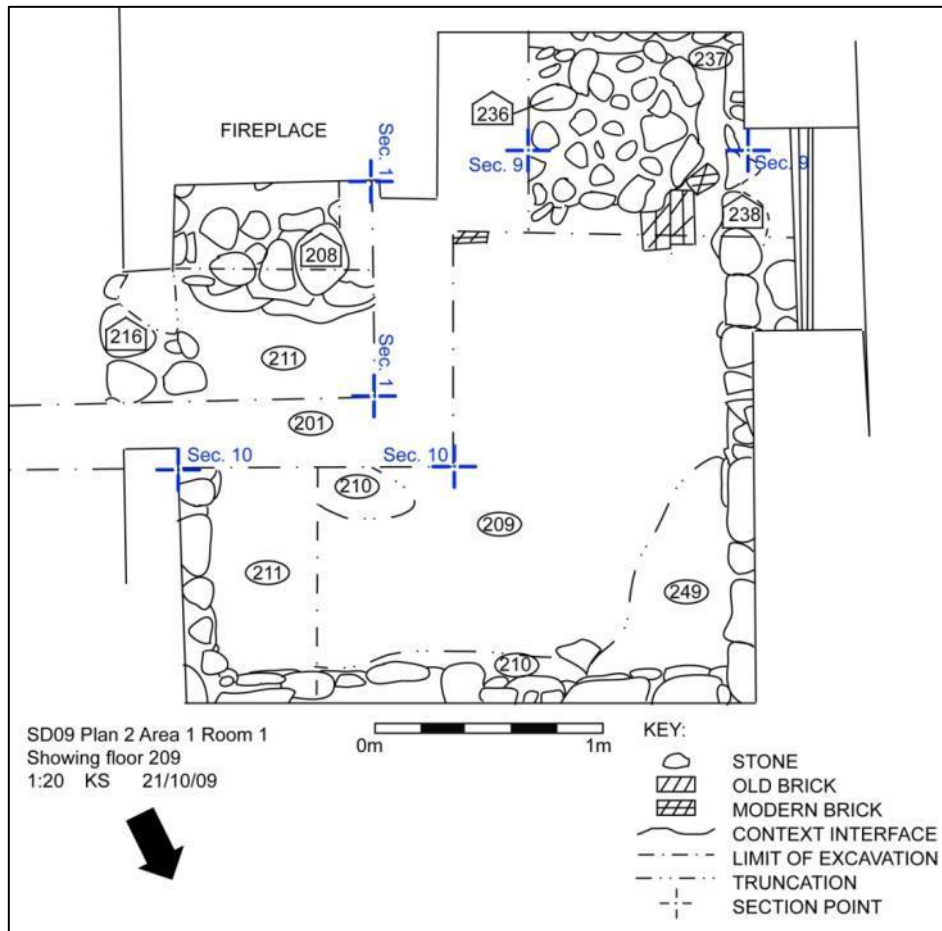 237
236
FIREPLACE
Sec. 1
Sec. 9
Sec. 9
238
208
216
211
Sec. 1
201
Sec. 10
Sec. 10
210
209
211
249
210
SD09 Plan 2 Area 1 Room 1
Showing floor 209
1:20 KS 21/10/09
0m
1m
KEY:
STONE
OLD BRICK
MODERN BRICK
CONTEXT INTERFACE
LIMIT OF EXCAVATION
TRUNCATION
SECTION POINT